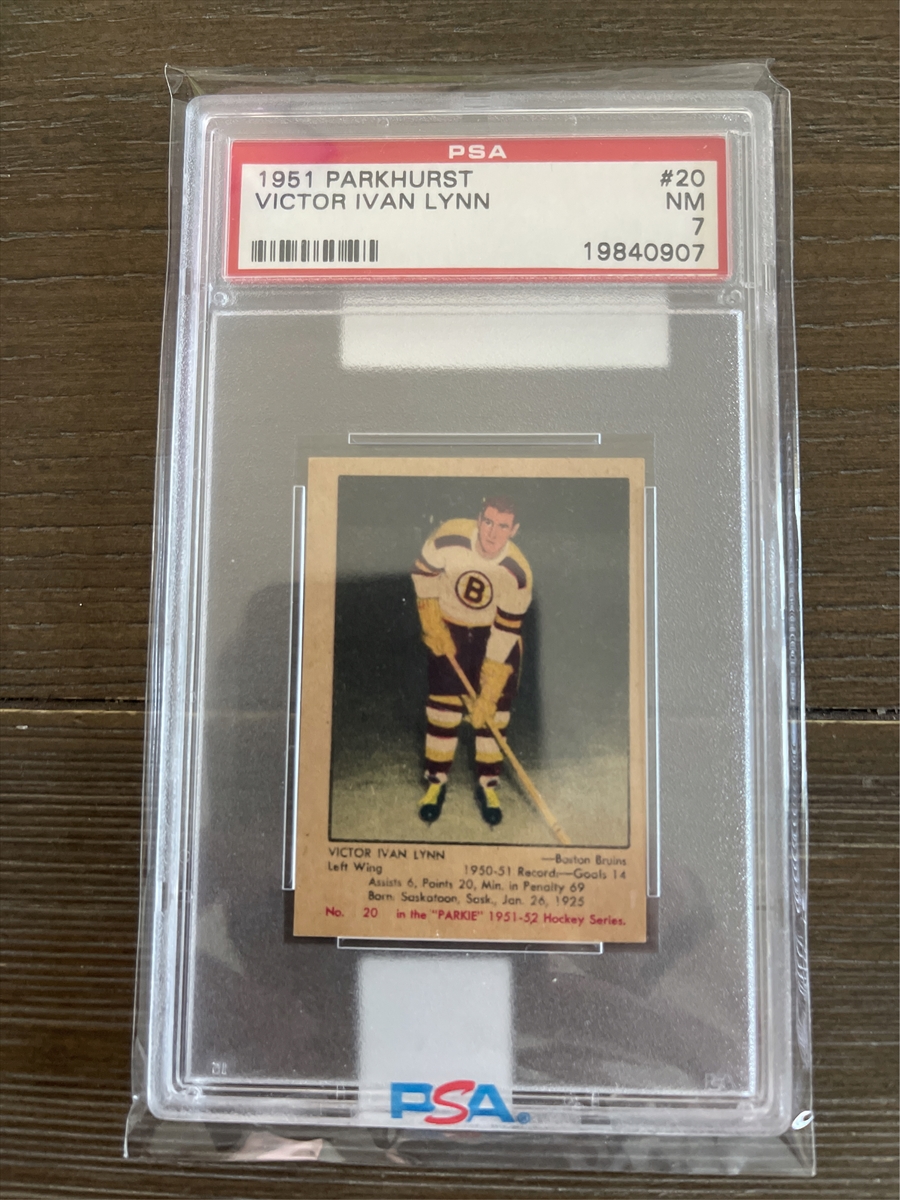 PSA
1951 PARKHURST #20
VICTOR IVAN LYNN NM
7
19840907
B
VICTOR IVAN LYNN —Boston Bruins
Left Wing 1950-51 Record—Goals 14
Assists 6, Points 20, Min. in Penalty 69
Born: Saskatoon, Sask., Jan. 26, 1925
No. 20 in the "PARKIE" 1951-52 Hockey Series.
PSA®